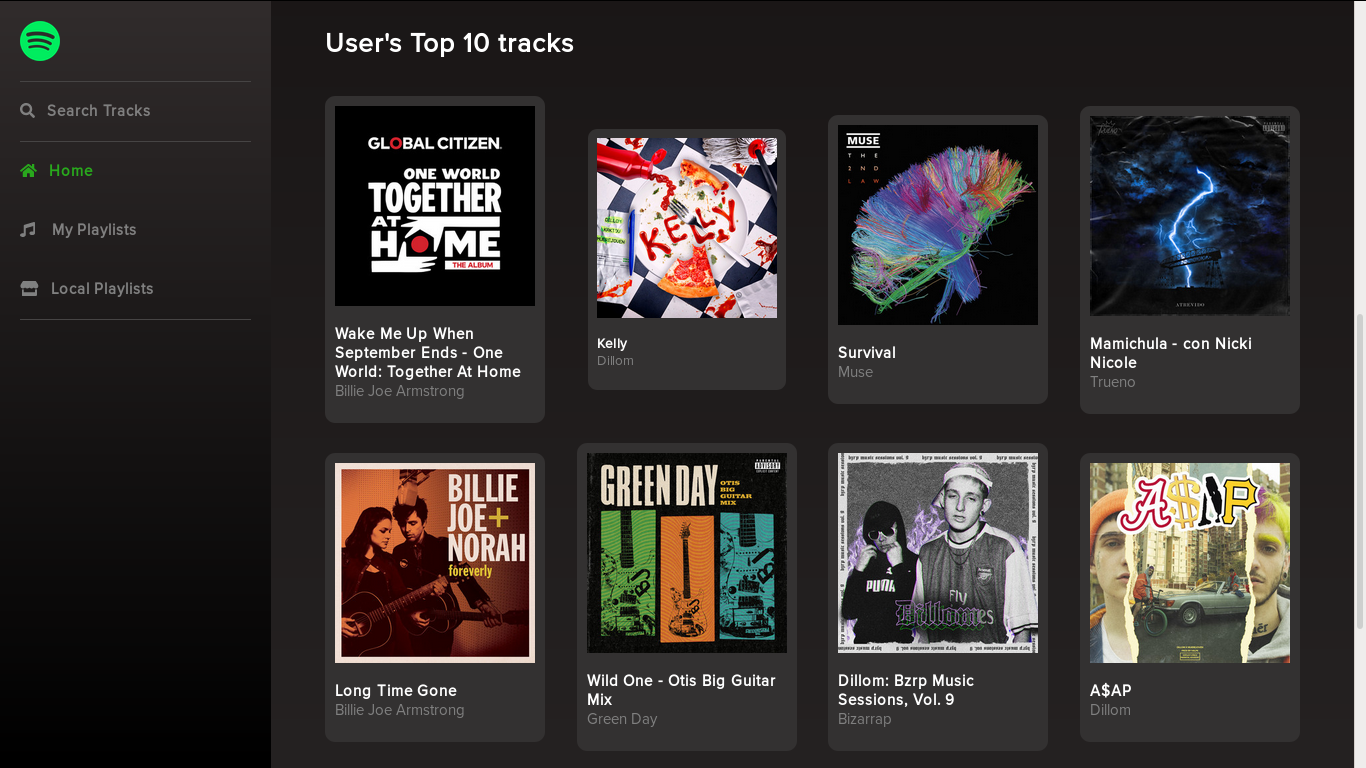 User's Top 10 tracks
Search Tracks
Home
My Playlists
Local Playlists
GLOBAL CITIZEN.
ONE WORLD
TOGETHER
AT
HOME
THE ALBUM
Wake Me Up When
September Ends - One
World: Together At Home
Billie Joe Armstrong
KELLY
Kelly
Dillom
MUSE
THE
2ND
LAW
Survival
Muse
ATREVIDO
Mamichula - con Nicki
Nicole
Trueno
BILLIE
JOE+
NORAH
foreverly
Long Time Gone
Billie Joe Armstrong
GREEN DAY
OTIS
BIG
GUITAR
MIX
Wild One - Otis Big Guitar
Mix
Green Day
bzrp music sessions vol. 9
PUMA
Fly
Emirates
Dillom
Dillom: Bzrp Music
Sessions, Vol. 9
Bizarrap
A$AP
A$AP
Dillom